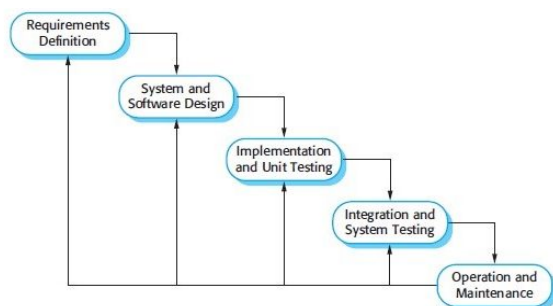 Requirements
Definition
System and
Software Design
Implementation
and Unit Testing
Integration and
System Testing
Operation and
Maintenance